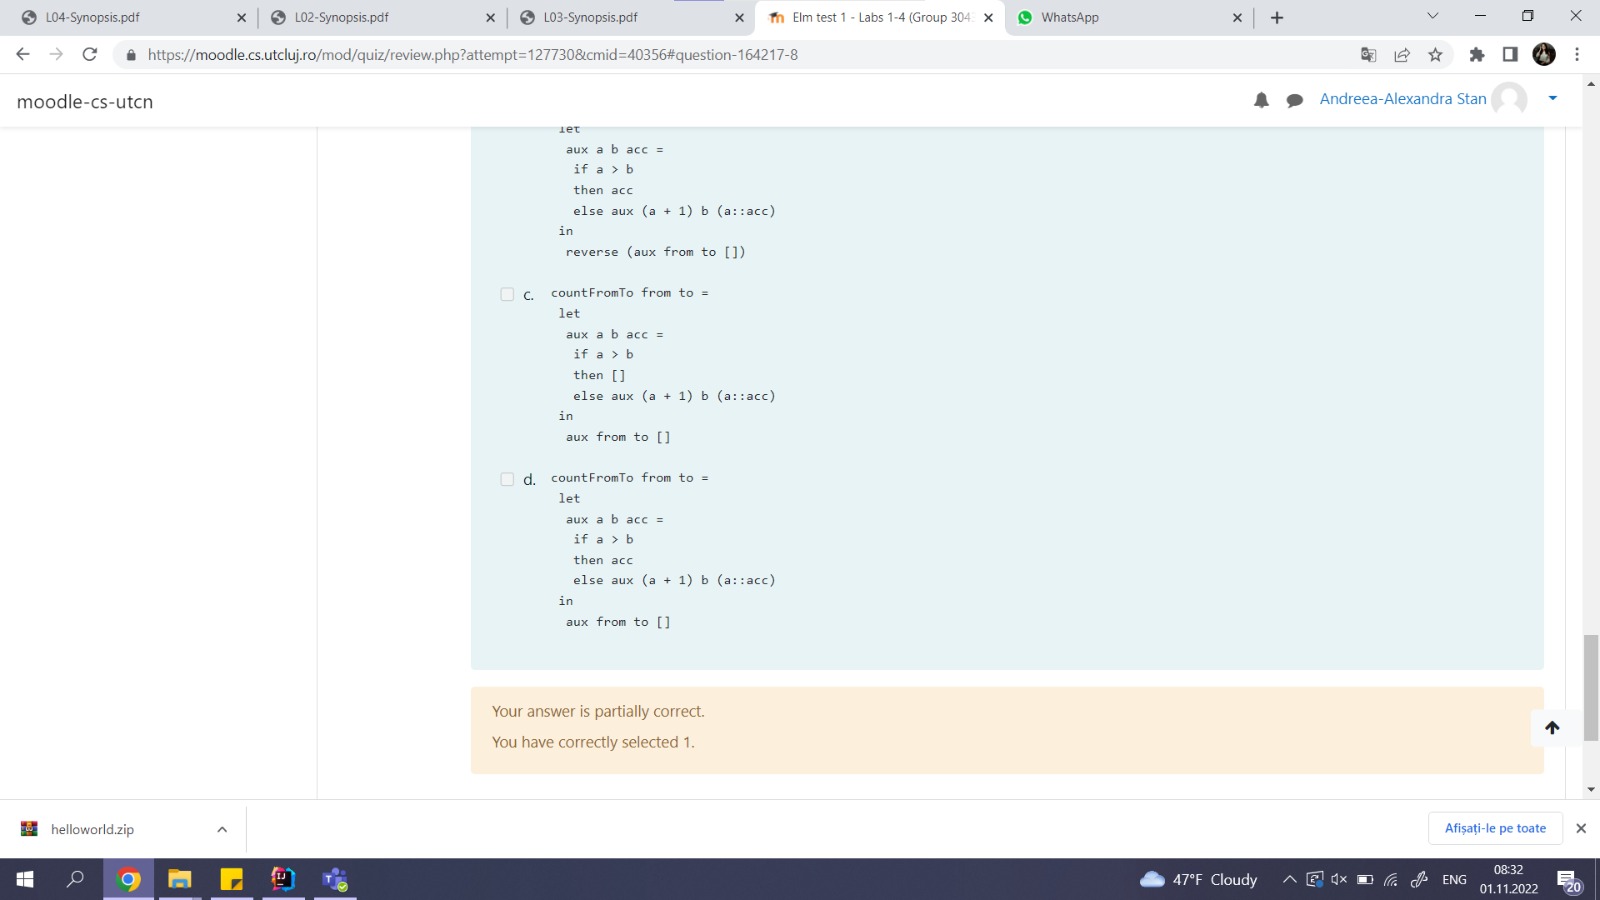 L04-Synopsis.pdf
L02-Synopsis.pdf
L03-Synopsis.pdf
Elm test 1 - Labs 1-4 (Group 304
WhatsApp
https://moodle.cs.utcluj.ro/mod/quiz/review.php?attempt=127730&cmid=40356#question-164217-8
moodle-cs-utcn
Andreea-Alexandra Stan
let
aux a b acc =
if a > b
then acc
else aux (a + 1) b (a::acc)
in
reverse (aux from to [])
c. countFromTo from to =
let
aux a b acc =
if a > b
then []
else aux (a + 1) b (a::acc)
in
aux from to []
d. countFromTo from to =
let
aux a b acc =
if a > b
then acc
else aux (a + 1) b (a::acc)
in
aux from to []
Your answer is partially correct.
You have correctly selected 1.
helloworld.zip
Afișați-le pe toate
47°F Cloudy
ENG
08:32
01.11.2022
20